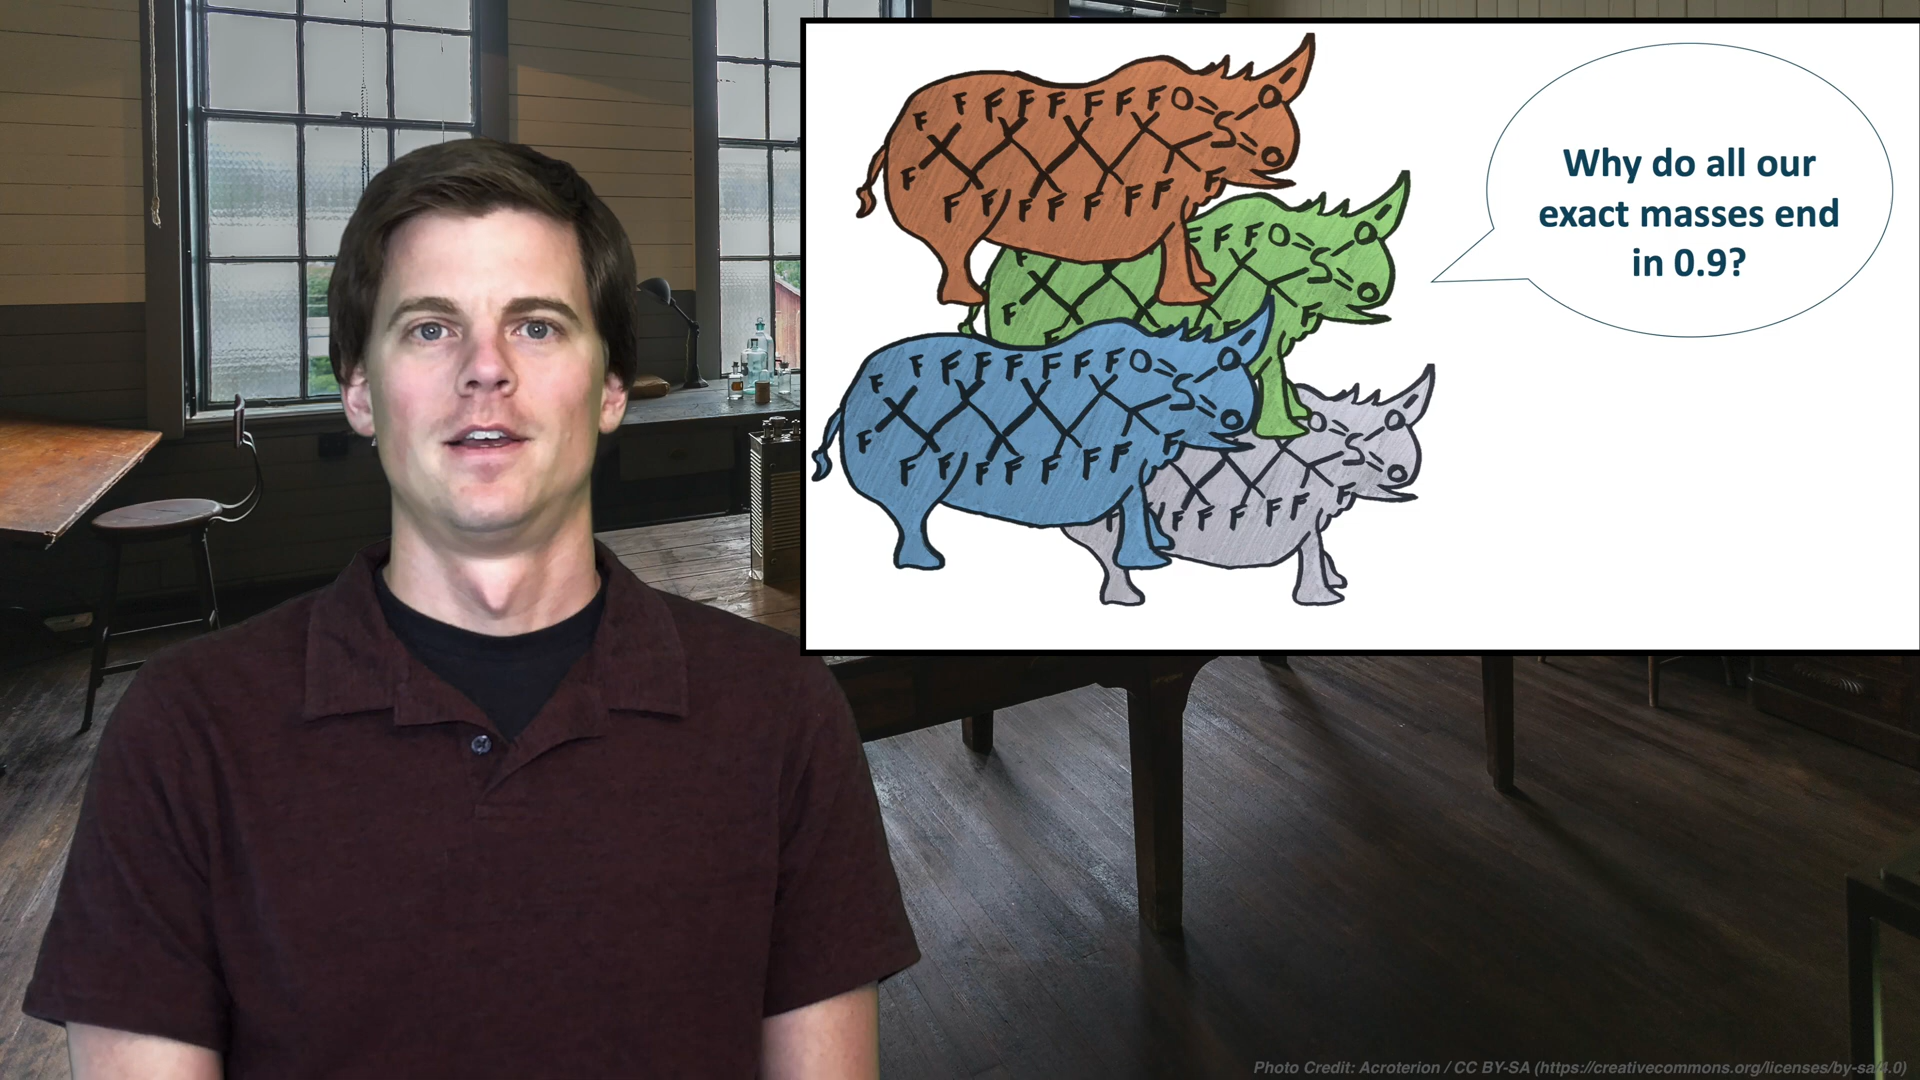 F F F F F F F F O
S O
F F F F F F F F O
F F F O
S O
F F
F F F F F F F F O
S O
F F F F F F F F
O O
S O
F F F F F F F
Why do all our
exact masses end
in 0.9?
Photo Credit: Acroterion / CC BY-SA (https://creativecommons.org/licenses/by-sa/4.0)